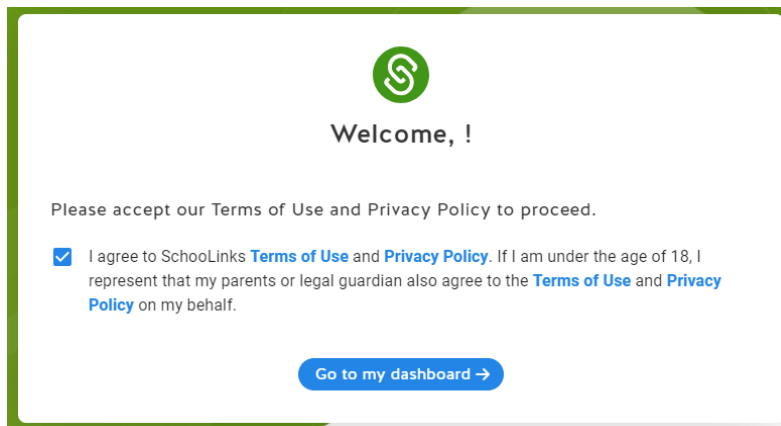 Welcome, !
Please accept our Terms of Use and Privacy Policy to proceed.
I agree to SchooLinks Terms of Use and Privacy Policy. If I am under the age of 18, I
represent that my parents or legal guardian also agree to the Terms of Use and Privacy
Policy on my behalf.
Go to my dashboard →